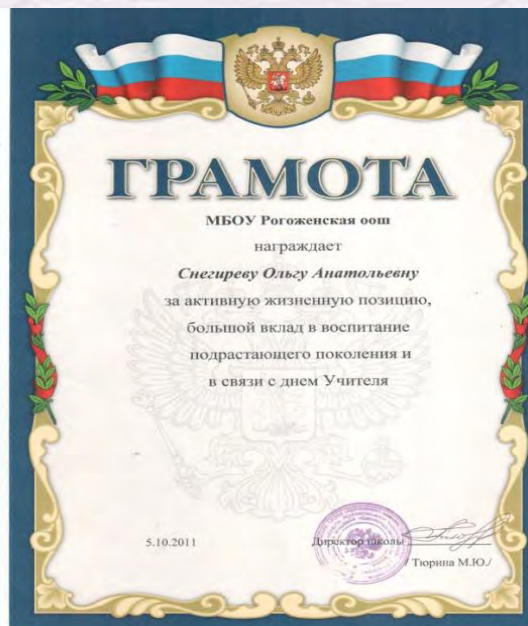 ГРАМОТА
МБОУ Рогоженская оош
награждает
Снегиреву Ольгу Анатольевну
за активную жизненную позицию,
большой вклад в воспитание
подрастающего поколения и
в связи с днем Учителя
5.10.2011
Директор школы
/ Тюрина М.Ю./